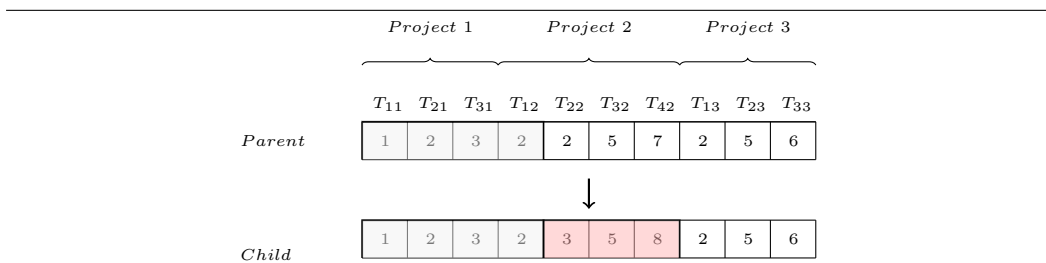 Project 1 Project 2 Project 3
T11 T21 T31 T12 T22 T32 T42 T13 T23 T33
Parent 1 2 3 2 2 5 7 2 5 6
Child 1 2 3 2 3 5 8 2 5 6